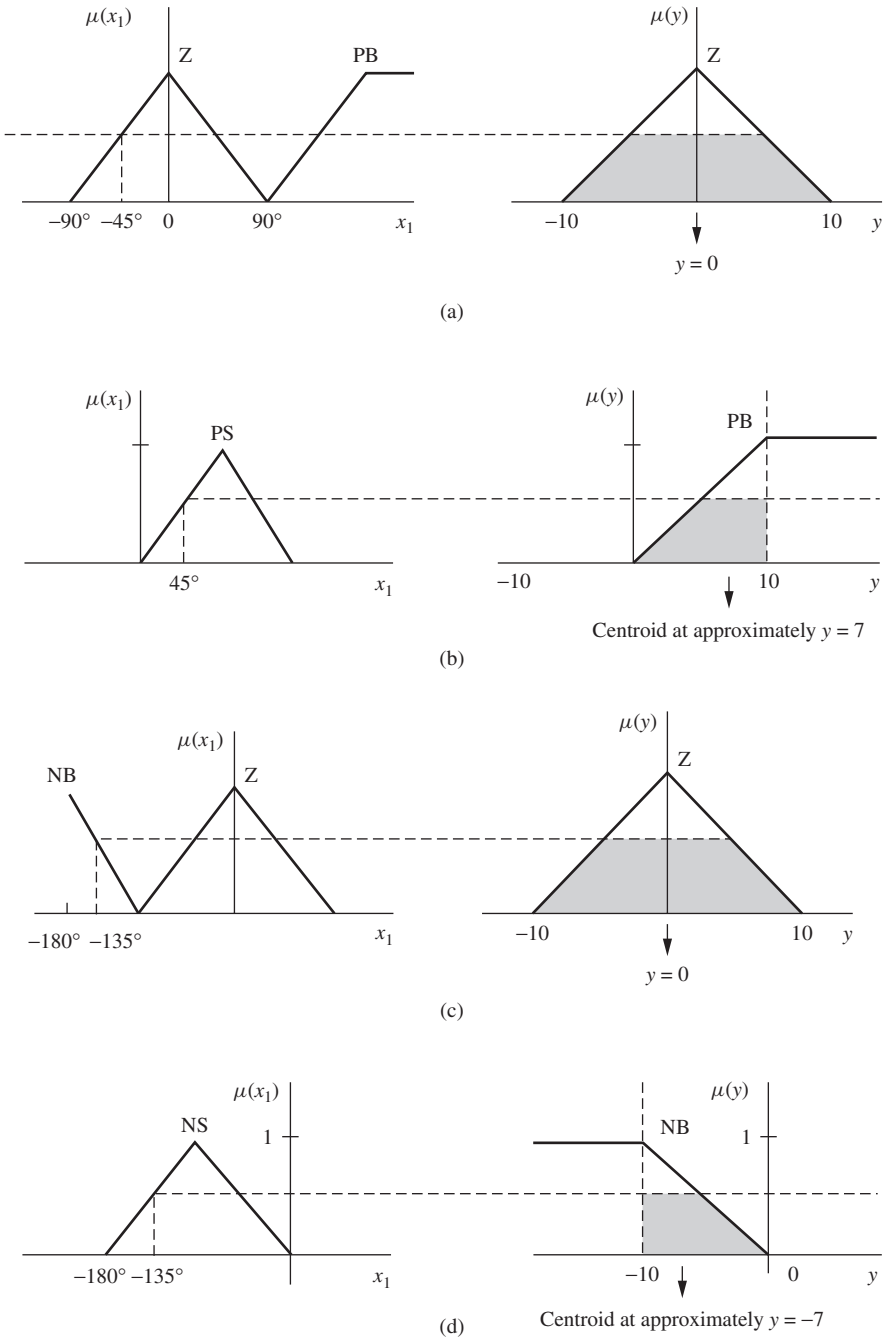 μ(x₁)
Z
PB
−90° −45° 0 90° x₁
μ(y)
Z
−10 10 y
y = 0
(a)
μ(x₁)
PS
45° x₁
μ(y)
PB
−10 10 y
Centroid at approximately y = 7
(b)
μ(x₁)
NB
Z
−180° −135° x₁
μ(y)
Z
−10 10 y
y = 0
(c)
μ(x₁)
NS
1
−180° −135° x₁
μ(y)
NB
1
−10 0 y
Centroid at approximately y = −7
(d)